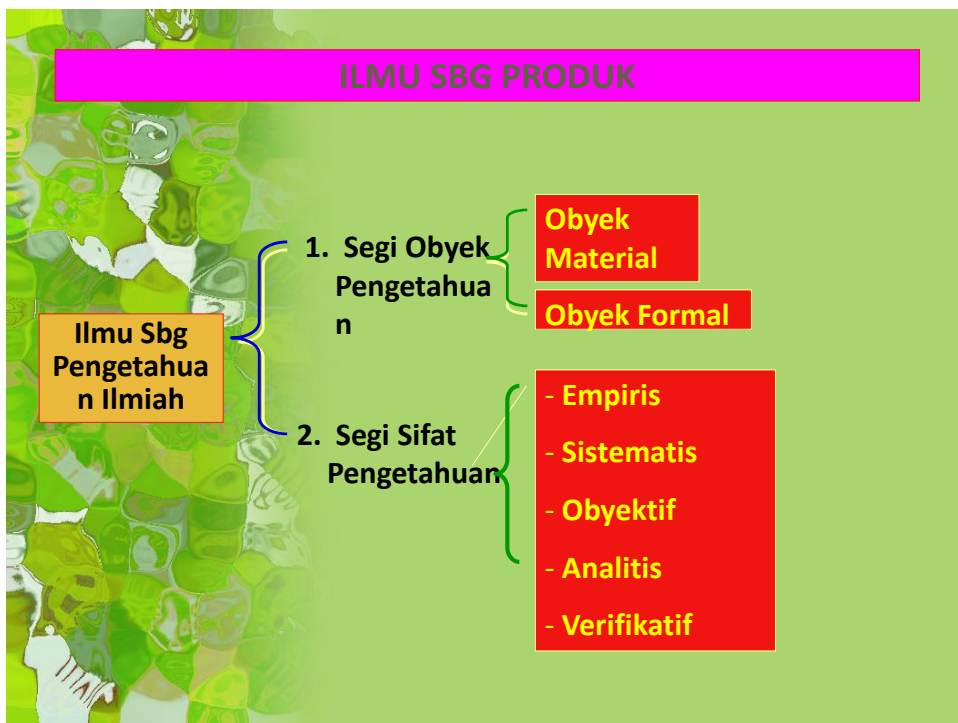 ILMU SBG PRODUK
Ilmu Sbg
Pengetahua
n Ilmiah
1. Segi Obyek
Pengetahua
n
Obyek
Material
Obyek Formal
2. Segi Sifat
Pengetahuan
- Empiris
- Sistematis
- Obyektif
- Analitis
- Verifikatif